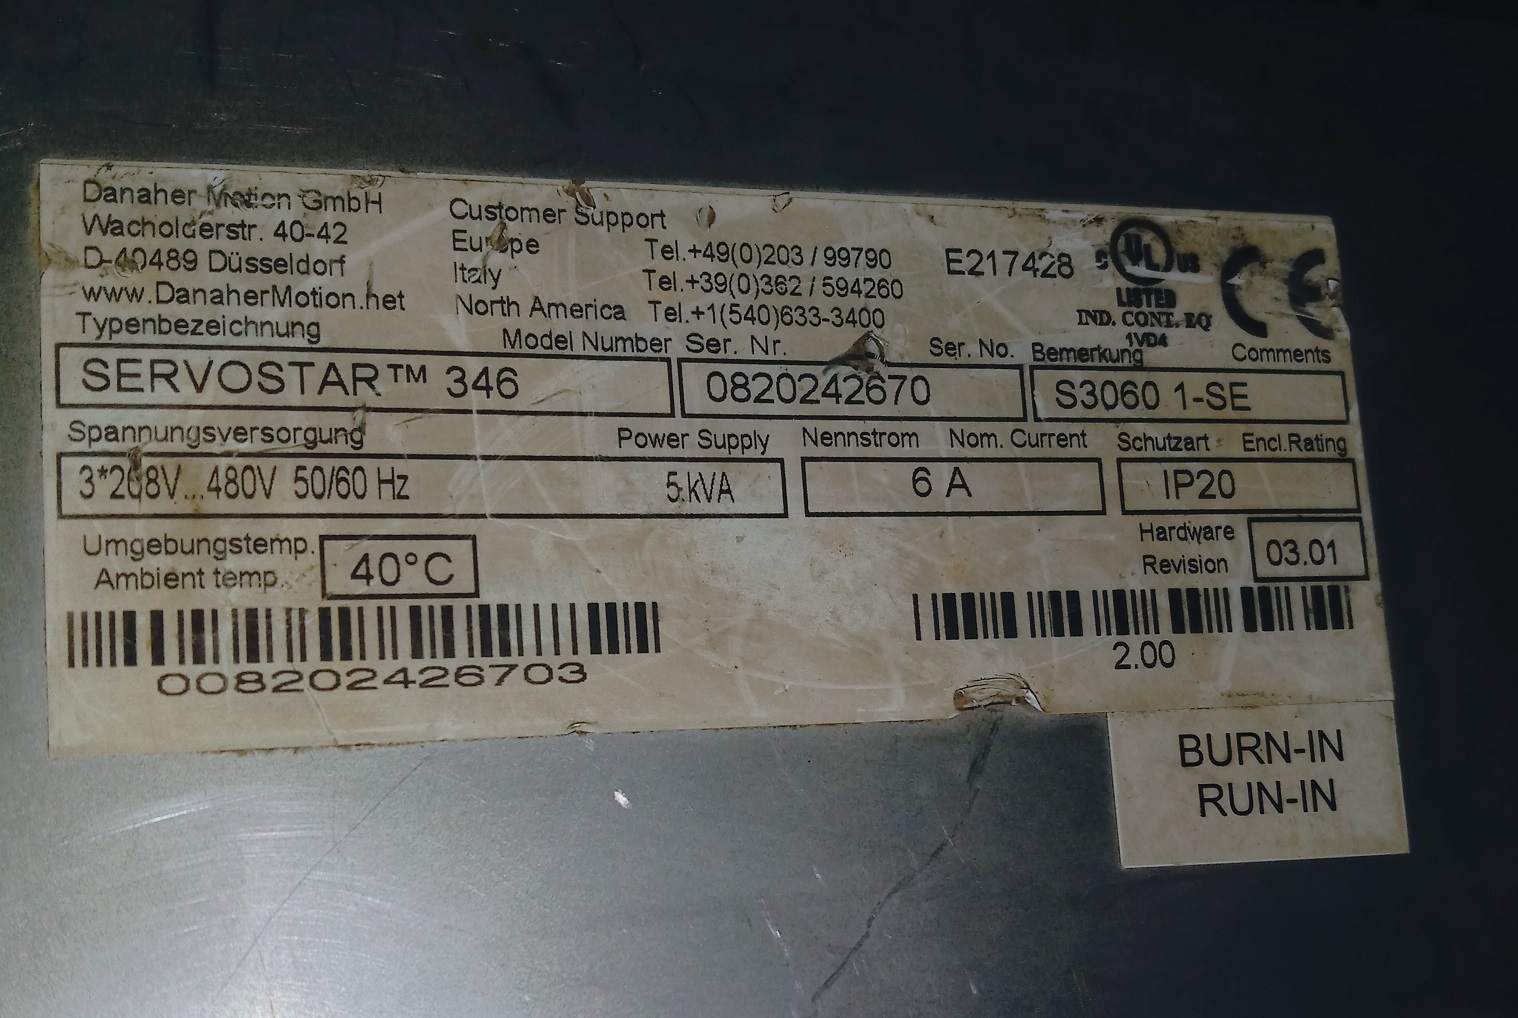 Danaher Motion GmbH
Wacholderstr. 40-42
D-40489 Düsseldorf
www.DanaherMotion.net
Customer Support
Europe Tel.+49(0)203 / 99790
Italy Tel.+39(0)362 / 594260
North America Tel.+1(540)633-3400
E217428
C UL US
LISTED
IND. CONT. EQ
1VD4
CE
Typenbezeichnung Model Number
SERVOSTAR™ 346
Ser. Nr. Ser. No.
0820242670
Bemerkung Comments
S3060 1-SE
Spannungsversorgung Power Supply
3*208V...480V 50/60 Hz 5.kVA
Nennstrom Nom. Current
6 A
Schutzart Encl.Rating
IP20
Umgebungstemp.
Ambient temp.
40°C
Hardware
Revision
03.01
008202426703
2.00
BURN-IN
RUN-IN